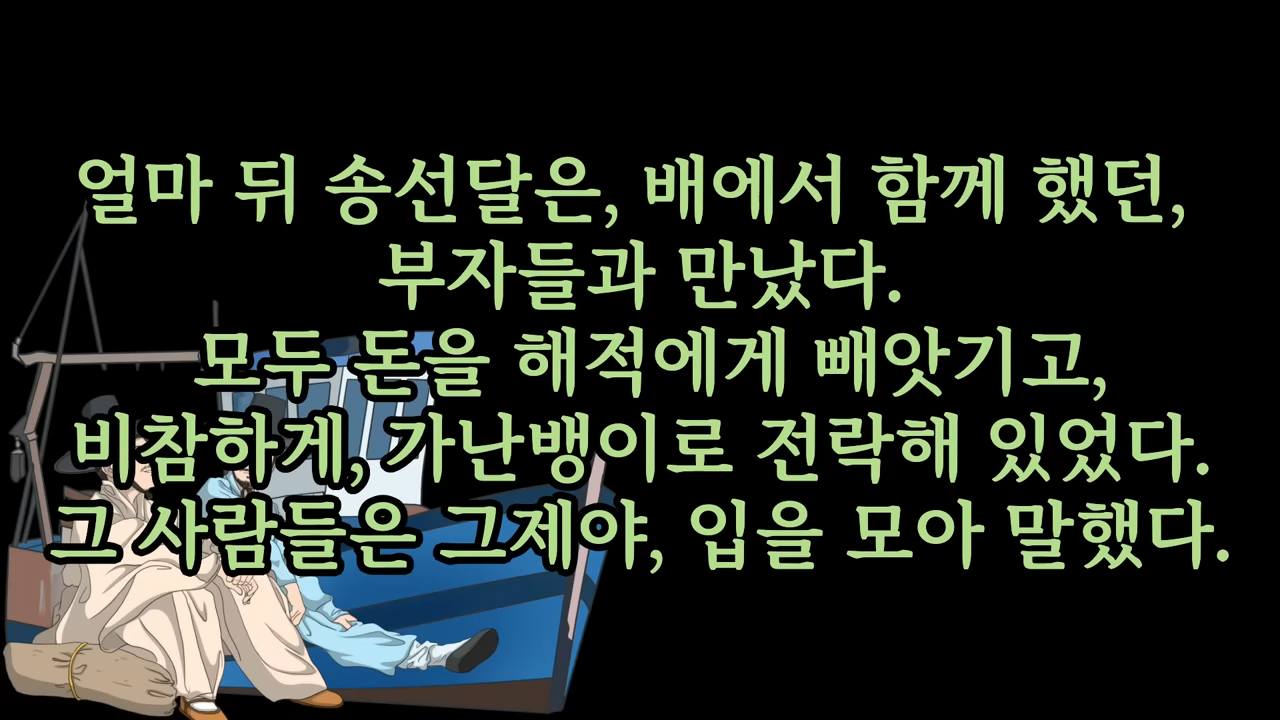 얼마 뒤 송선달은, 배에서 함께 했던,
부자들과 만났다.
모두 돈을 해적에게 빼앗기고,
비참하게, 가난뱅이로 전락해 있었다.
그 사람들은 그제야, 입을 모아 말했다.